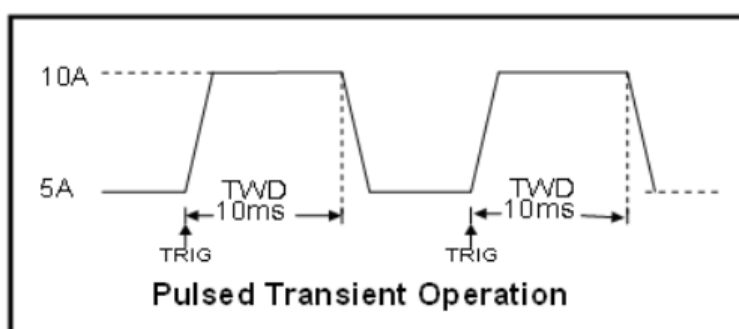 10A
5A
TWD
10ms
TWD
10ms
TRIG
TRIG
Pulsed Transient Operation